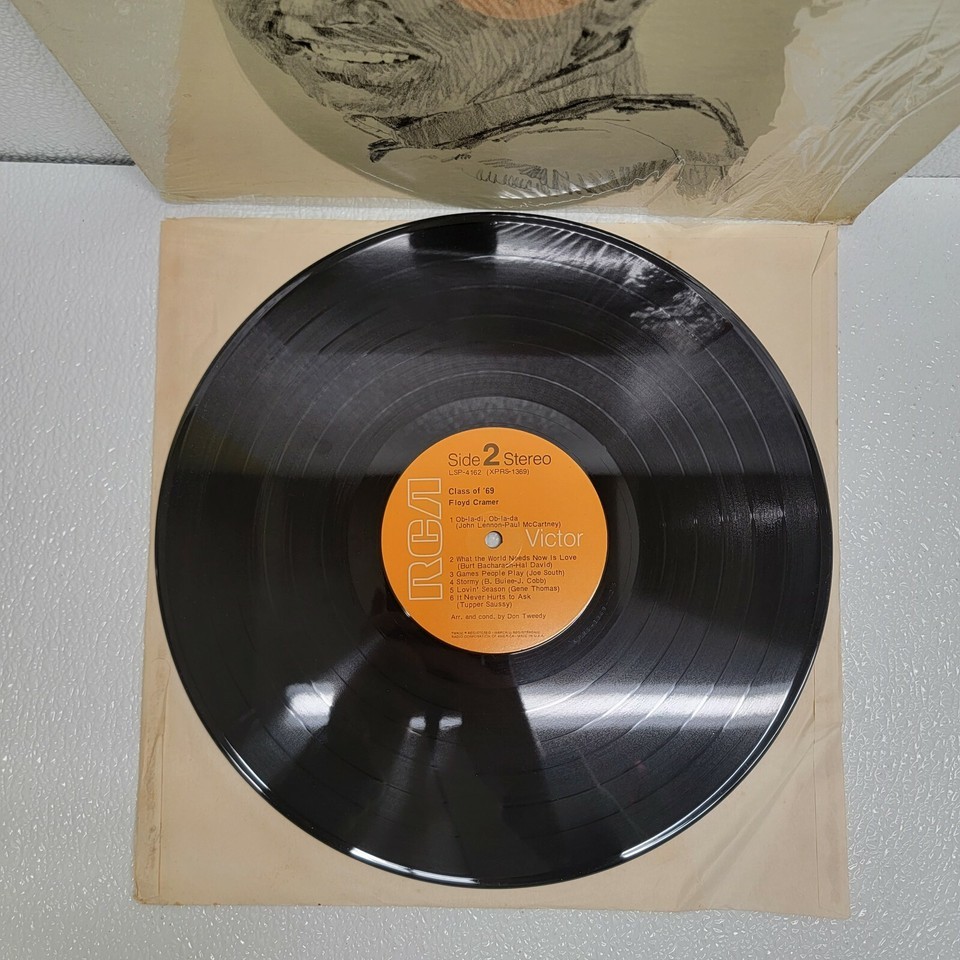 Side 2 Stereo
LSP-4162 (XPRS-1369)
Class of '69
Floyd Cramer
1 Ob-la-di, Ob-la-da
(John Lennon-Paul McCartney)
RCA
Victor
2 What the World Needs Now Is Love
(Burt Bacharach-Hal David)
3 Games People Play (Joe South)
4 Stormy (B. Buiee-J. Cobb)
5 Lovin' Season (Gene Thomas)
6 If Never Hurts to Ask
(Tupper Saussy)
Arr. and cond. by Don Tweedy